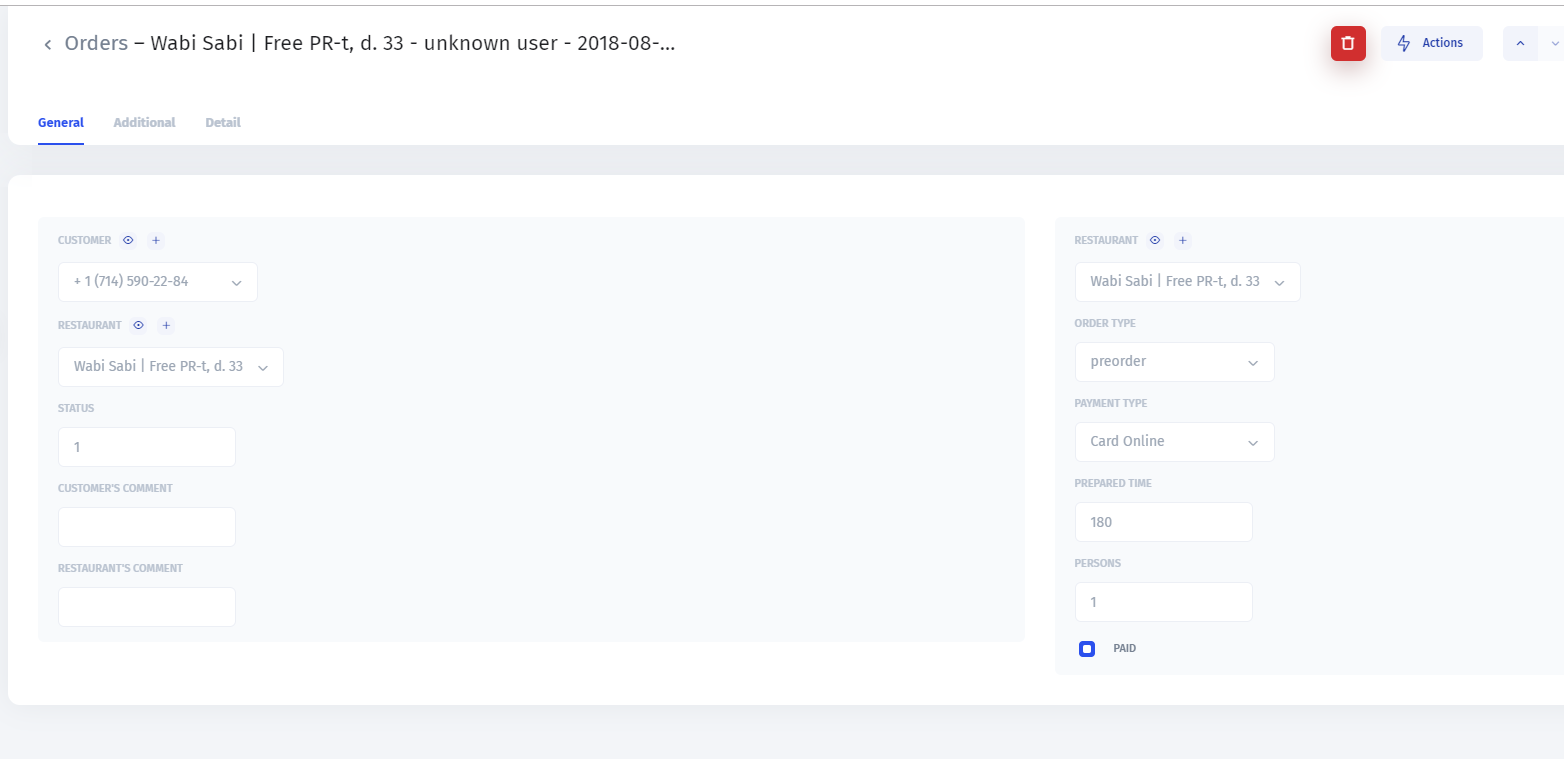 Orders – Wabi Sabi | Free PR-t, d. 33 - unknown user - 2018-08-...
Actions
General Additional Detail
CUSTOMER
+ 1 (714) 590-22-84
RESTAURANT
Wabi Sabi | Free PR-t, d. 33
STATUS
1
CUSTOMER'S COMMENT
RESTAURANT'S COMMENT
RESTAURANT
Wabi Sabi | Free PR-t, d. 33
ORDER TYPE
preorder
PAYMENT TYPE
Card Online
PREPARED TIME
180
PERSONS
1
PAID